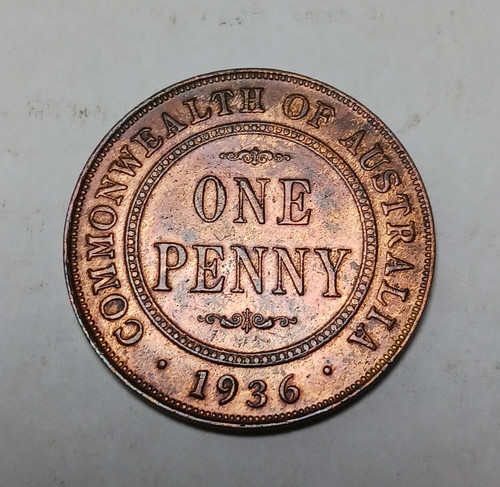 COMMONWEALTH OF AUSTRALIA
ONE
PENNY
1936